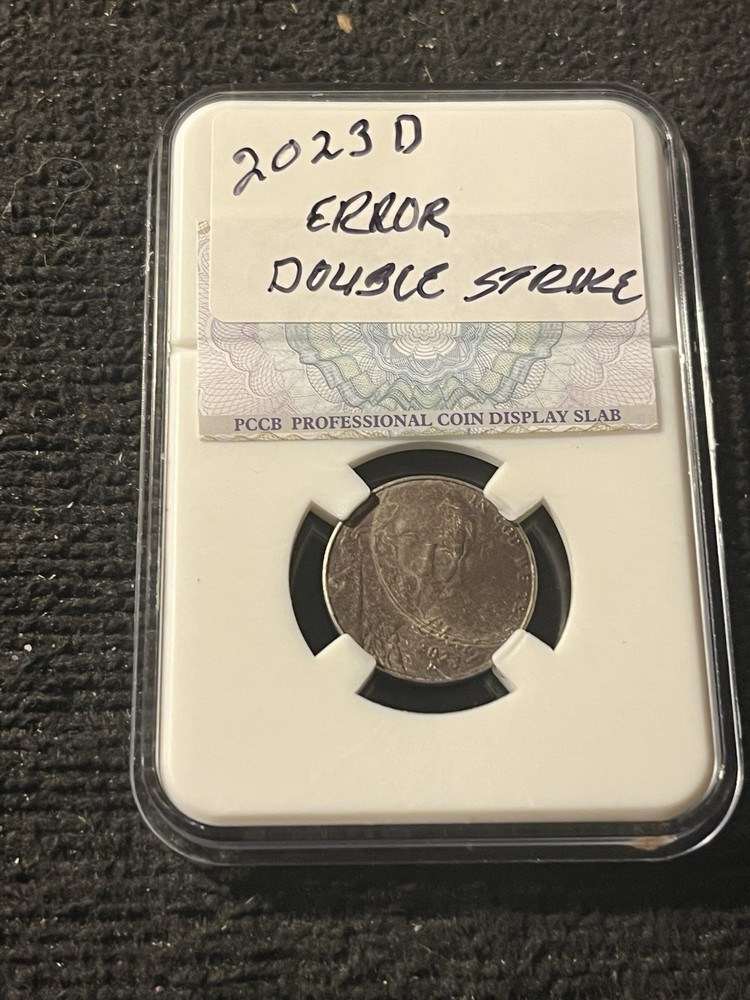 2023 D
ERROR
DOUBLE STRIKE
PCCB PROFESSIONAL COIN DISPLAY SLAB